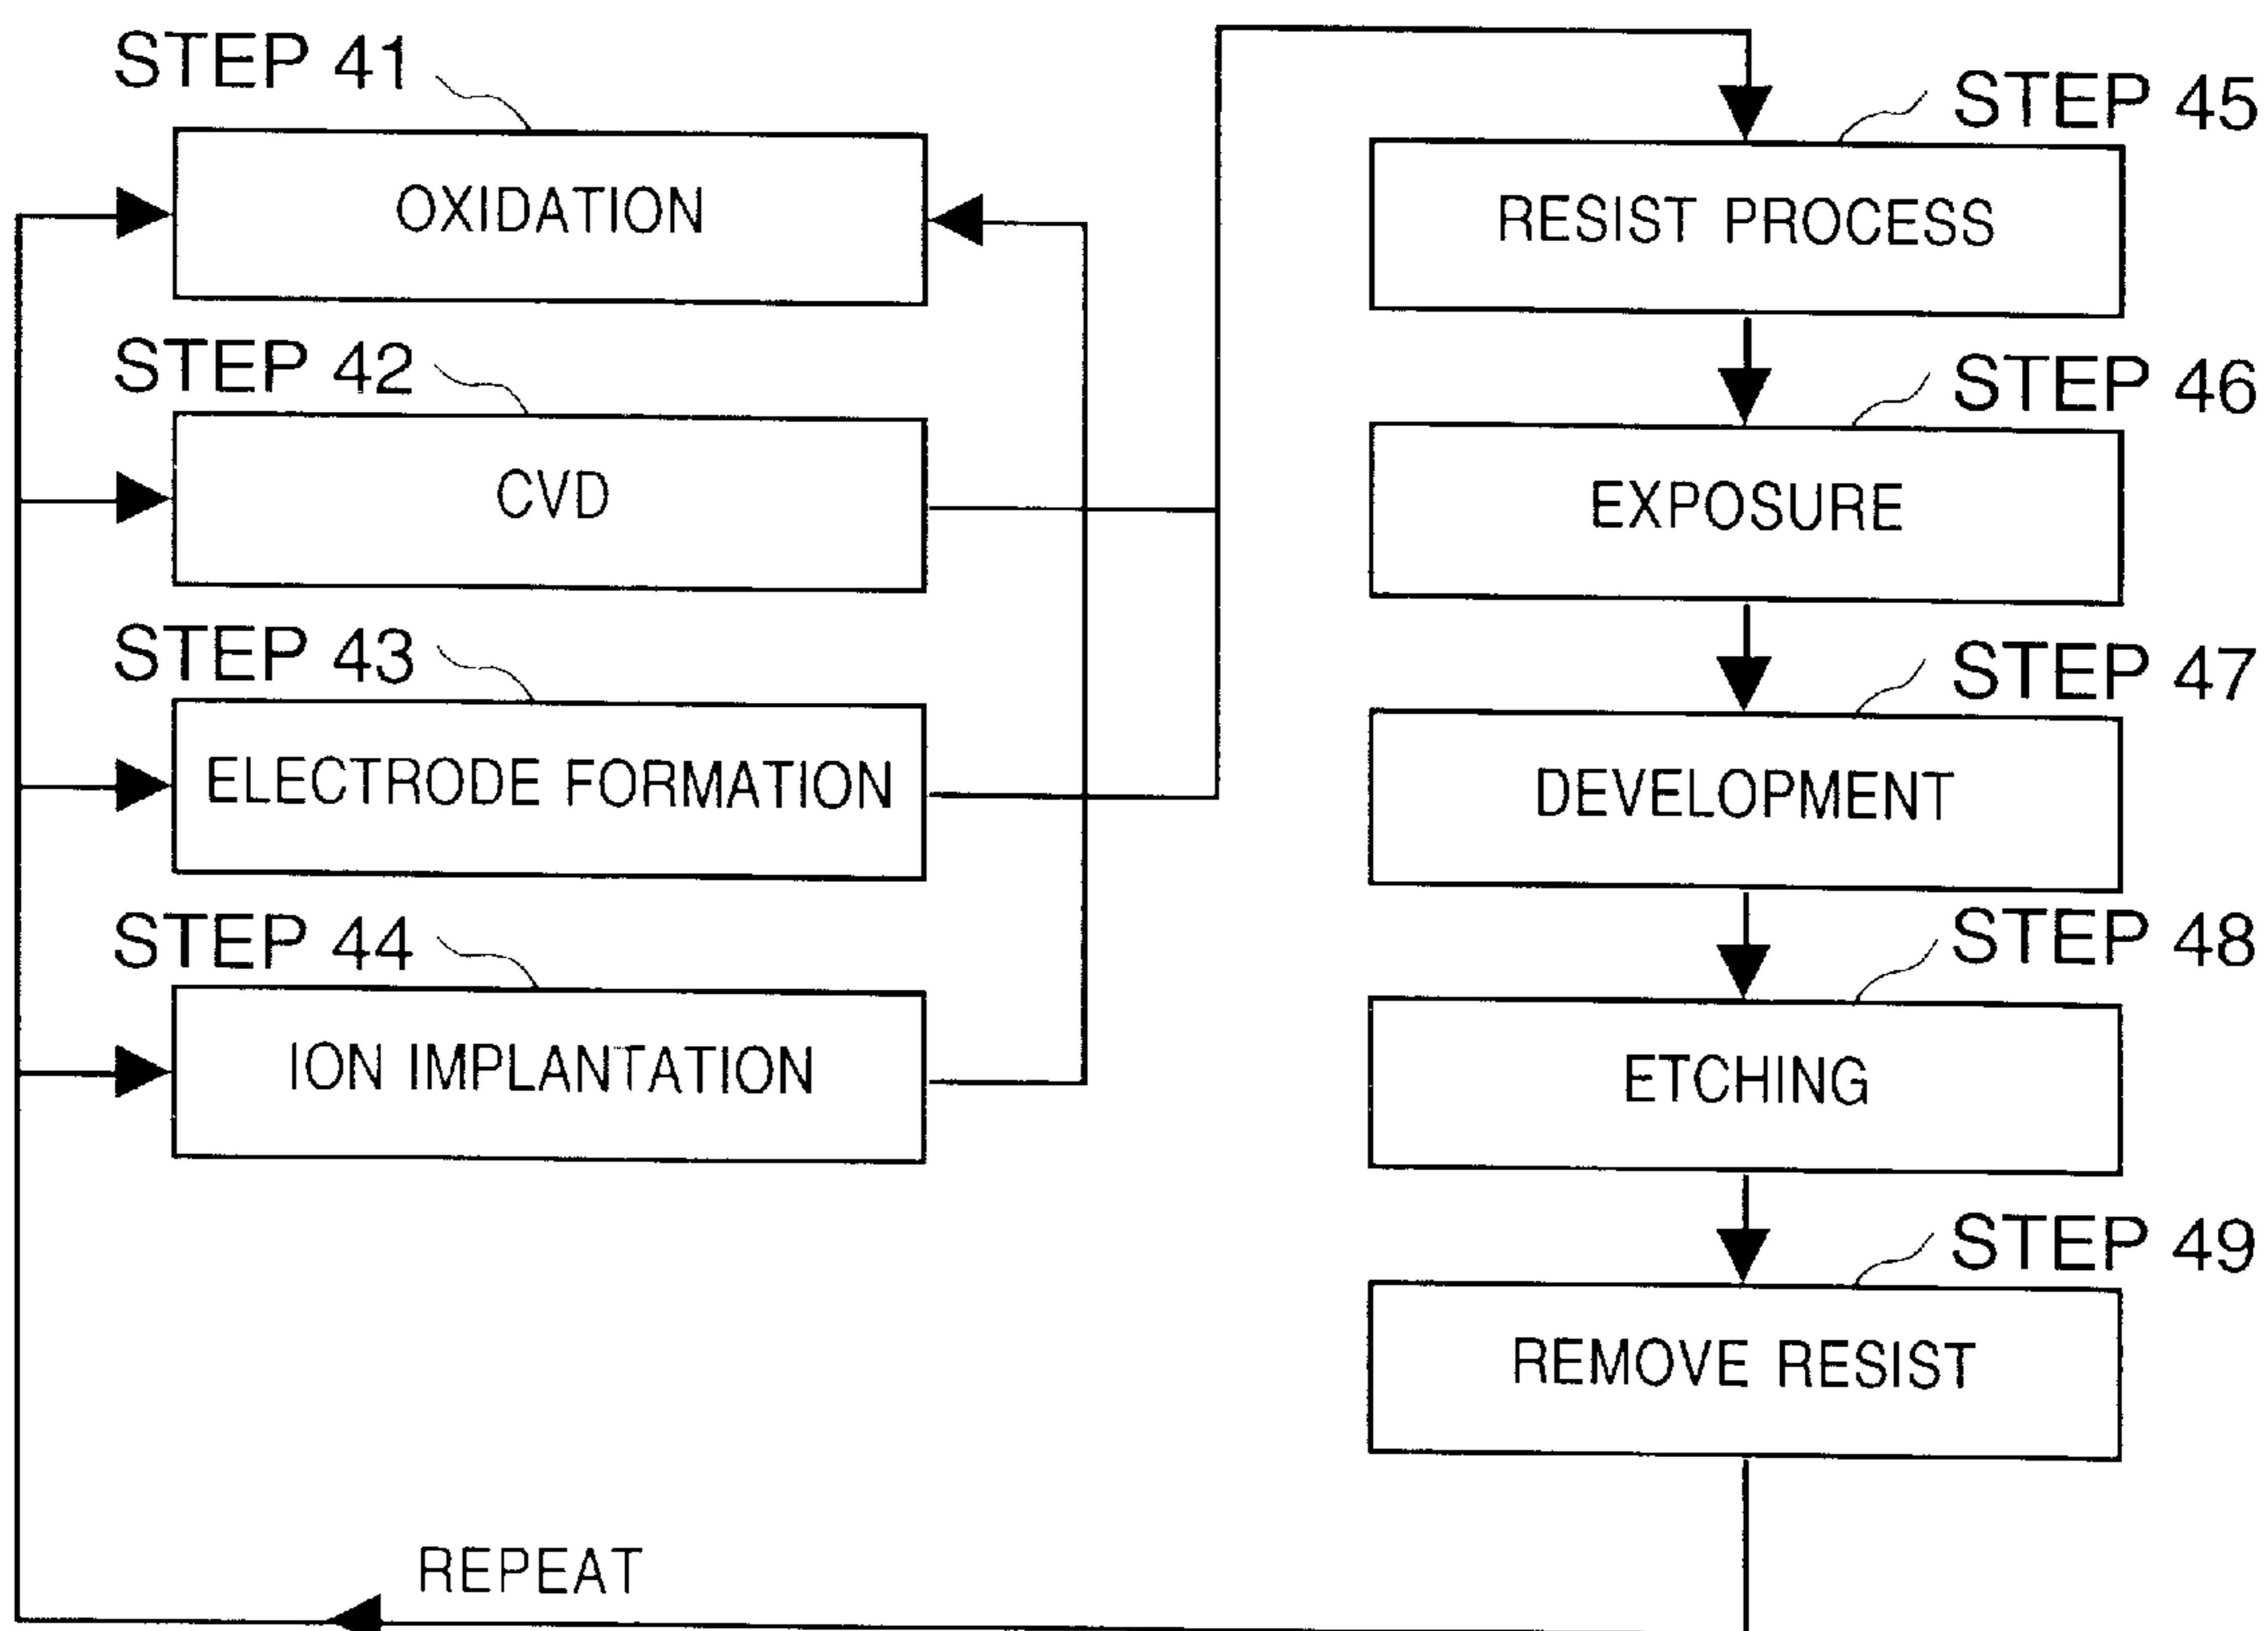 STEP 41
OXIDATION
STEP 42
CVD
STEP 43
ELECTRODE FORMATION
STEP 44
ION IMPLANTATION
STEP 45
RESIST PROCESS
STEP 46
EXPOSURE
STEP 47
DEVELOPMENT
STEP 48
ETCHING
STEP 49
REMOVE RESIST
REPEAT